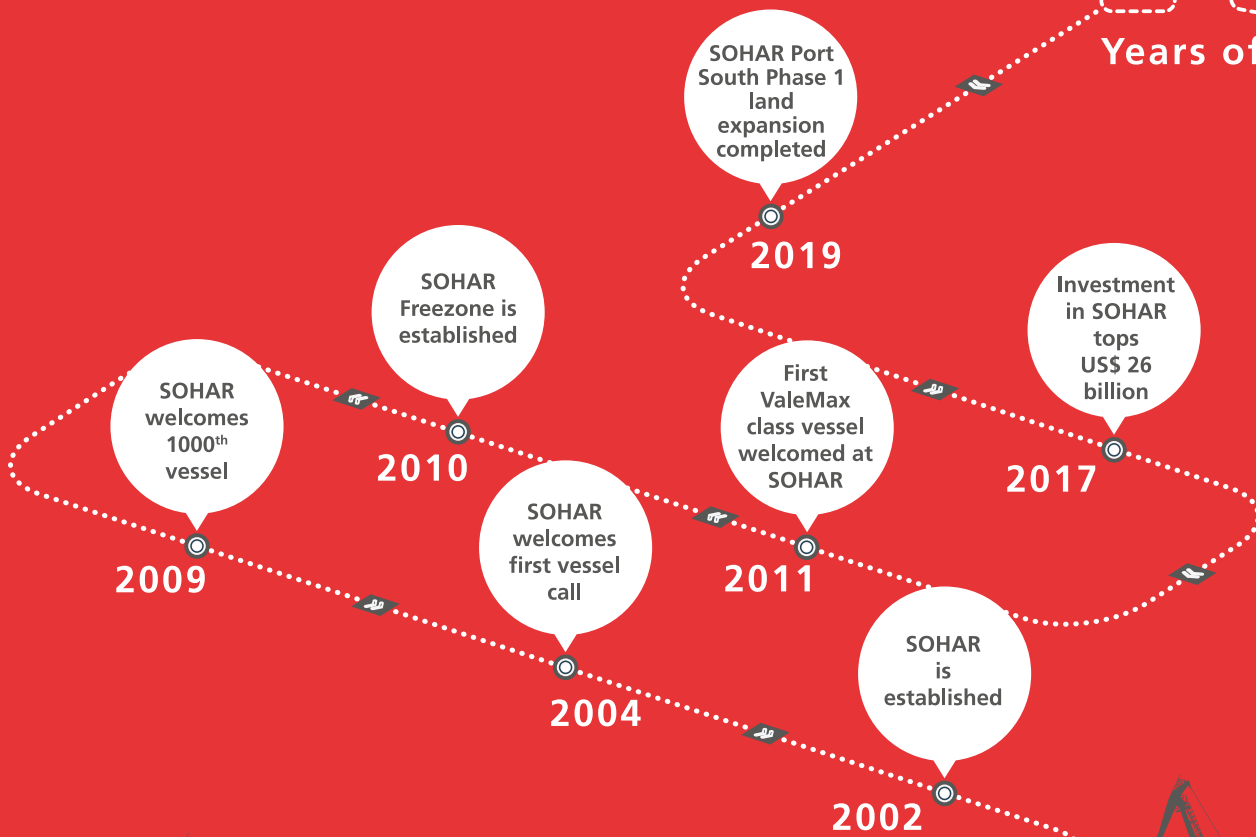 Years of
SOHAR Port
South Phase 1
land
expansion
completed
2019
Investment
in SOHAR
tops
US$ 26
billion
2017
First
ValeMax
class vessel
welcomed at
SOHAR
2011
SOHAR
Freezone is
established
2010
SOHAR
welcomes
1000th
vessel
2009
SOHAR
welcomes
first vessel
call
2004
SOHAR
is
established
2002